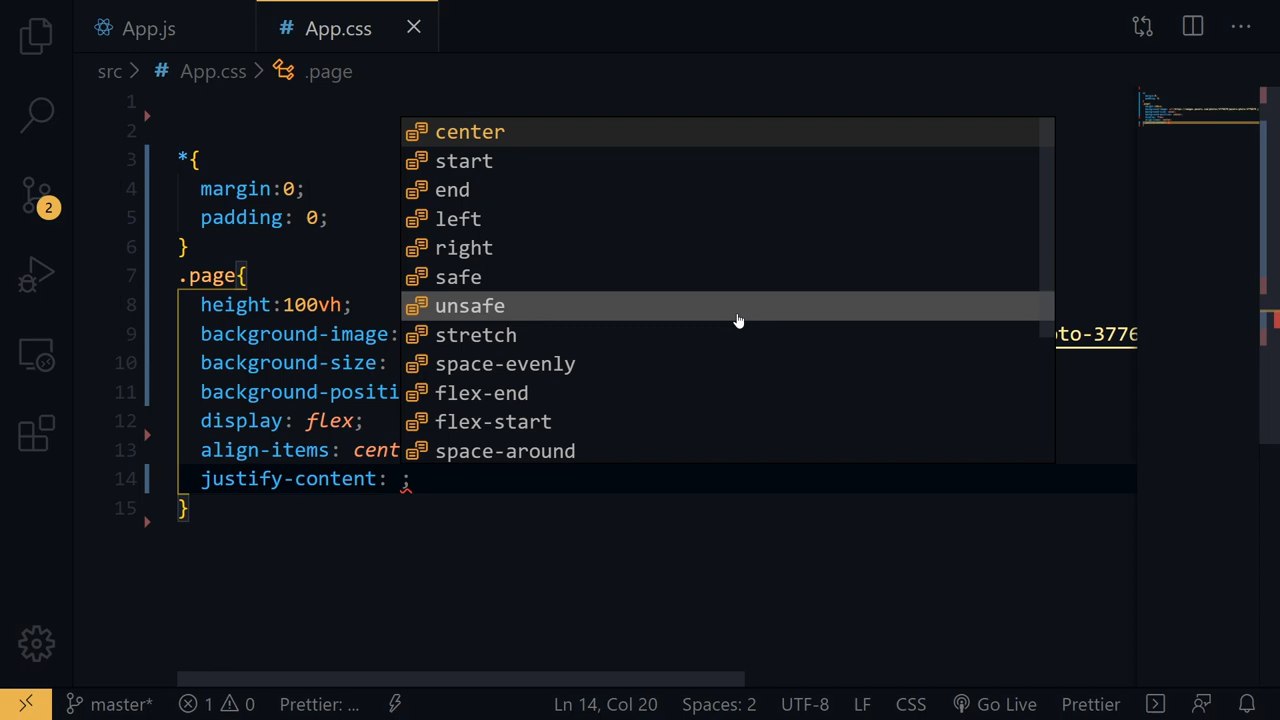 App.js
# App.css
src > # App.css > .page
1
2
3 *{
4 margin:0;
5 padding: 0;
6 }
7 .page{
8 height:100vh;
9 background-image: to-3776
10 background-size:
11 background-positi
12 display: flex;
13 align-items: cent
14 justify-content: ;
15 }
center
start
end
left
right
safe
unsafe
stretch
space-evenly
flex-end
flex-start
space-around
2
master* 1 0 Prettier: ... Ln 14, Col 20 Spaces: 2 UTF-8 LF CSS Go Live Prettier